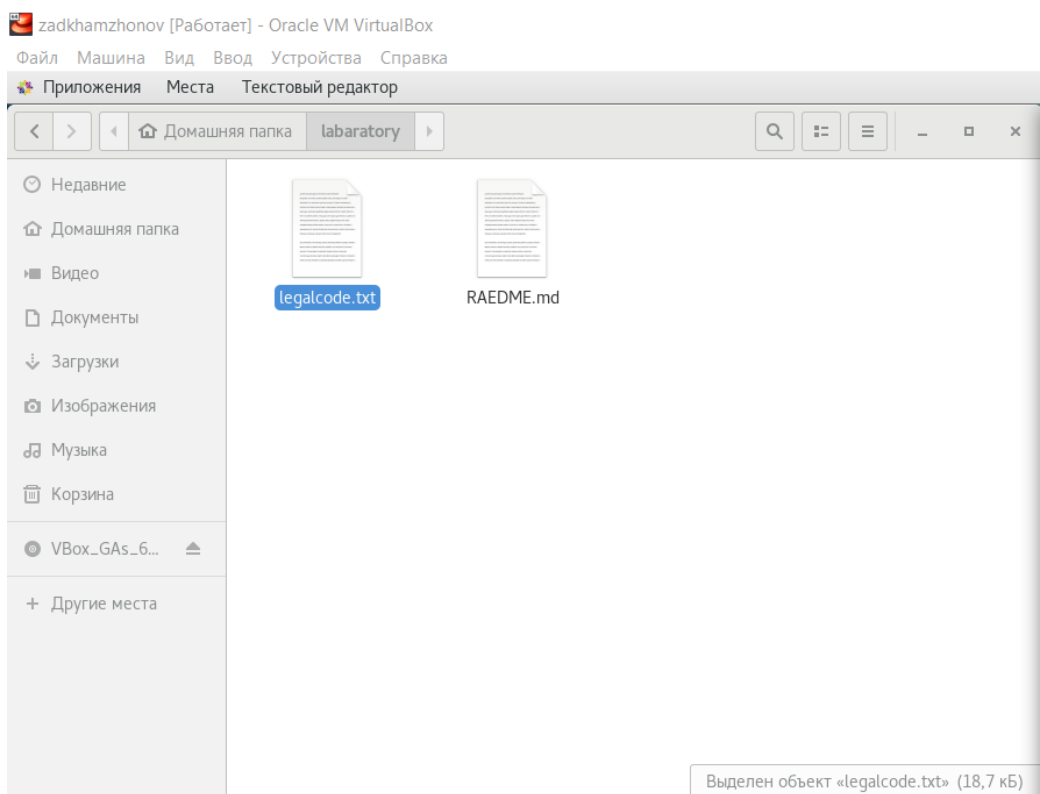 zadkhamzhonov [Работает] - Oracle VM VirtualBox
Файл Машина Вид Ввод Устройства Справка
Приложения Места Текстовый редактор
Домашняя папка labaratory
Недавние
Домашняя папка
Видео
Документы
Загрузки
Изображения
Музыка
Корзина
VBox_GAs_6...
Другие места
legalcode.txt RAEDME.md
Выделен объект «legalcode.txt» (18,7 кБ)